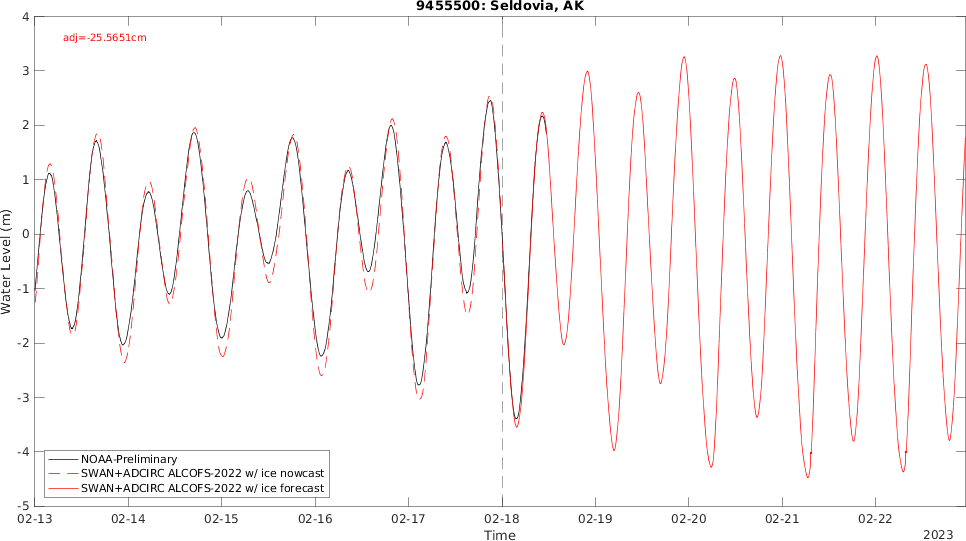 9455500: Seldovia, AK
adj=-25.5651cm
Water Level (m)
4
3
2
1
0
-1
-2
-3
-4
-5
NOAA-Preliminary
SWAN+ADCIRC ALCOFS-2022 w/ ice nowcast
SWAN+ADCIRC ALCOFS-2022 w/ ice forecast
02-13 02-14 02-15 02-16 02-17 02-18 02-19 02-20 02-21 02-22
Time
2023